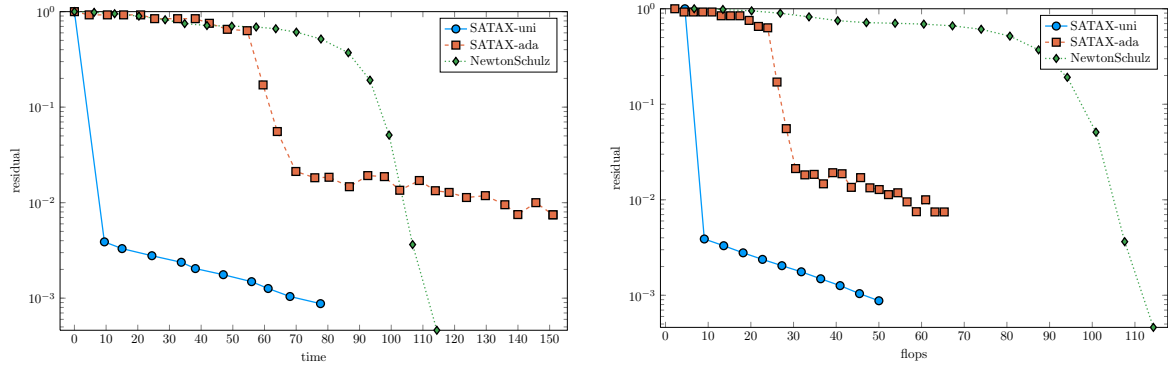 10^0
10^-1
10^-2
10^-3
residual
0 10 20 30 40 50 60 70 80 90 100 110 120 130 140 150
time
SATAX-uni
SATAX-ada
NewtonSchulz
10^0
10^-1
10^-2
10^-3
residual
0 10 20 30 40 50 60 70 80 90 100 110
flops
SATAX-uni
SATAX-ada
NewtonSchulz